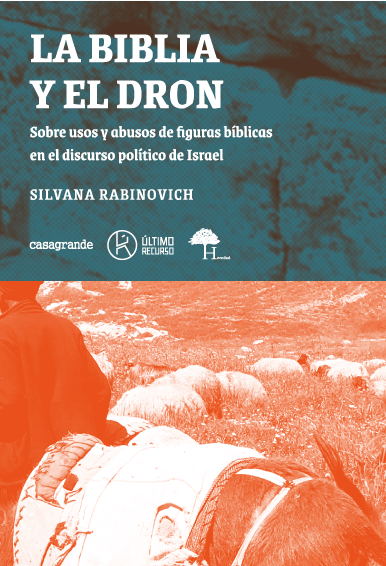 LA BIBLIA
Y EL DRON
Sobre usos y abusos de figuras bíblicas
en el discurso político de Israel
SILVANA RABINOVICH
casagrande
ÚLTIMO
RECURSO
H